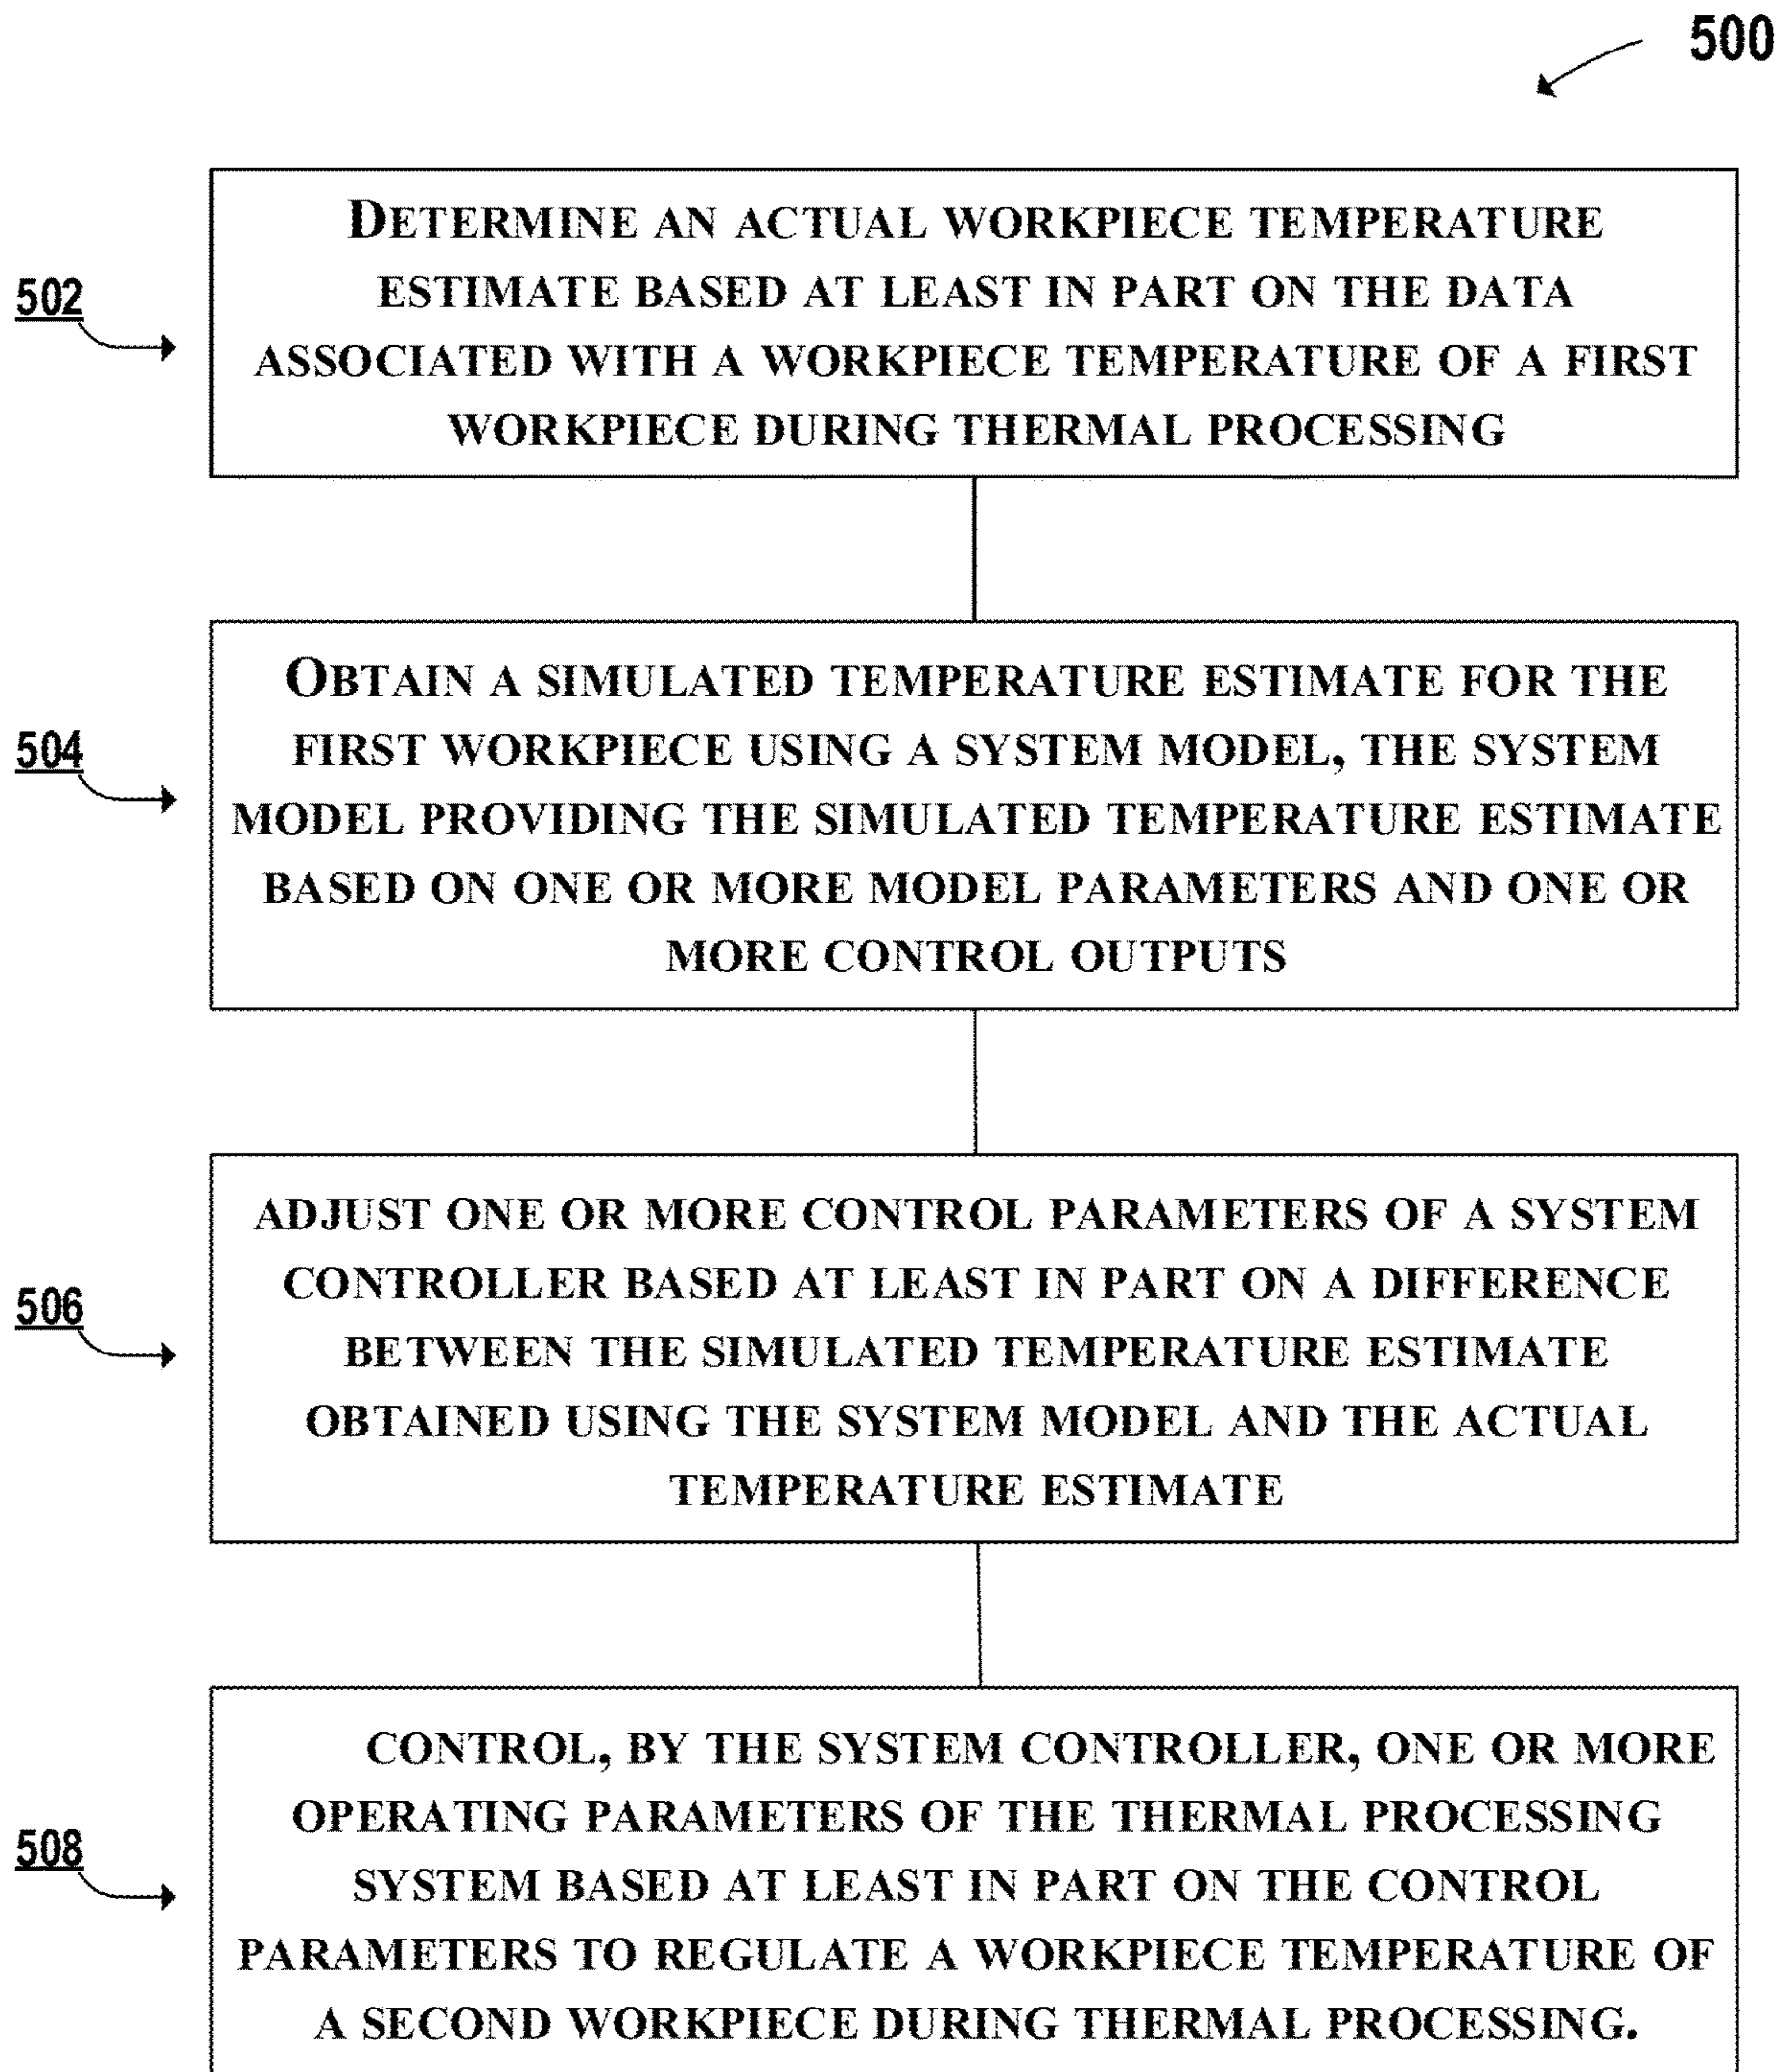 500
502
DETERMINE AN ACTUAL WORKPIECE TEMPERATURE
ESTIMATE BASED AT LEAST IN PART ON THE DATA
ASSOCIATED WITH A WORKPIECE TEMPERATURE OF A FIRST
WORKPIECE DURING THERMAL PROCESSING
504
OBTAIN A SIMULATED TEMPERATURE ESTIMATE FOR THE
FIRST WORKPIECE USING A SYSTEM MODEL, THE SYSTEM
MODEL PROVIDING THE SIMULATED TEMPERATURE ESTIMATE
BASED ON ONE OR MORE MODEL PARAMETERS AND ONE OR
MORE CONTROL OUTPUTS
506
ADJUST ONE OR MORE CONTROL PARAMETERS OF A SYSTEM
CONTROLLER BASED AT LEAST IN PART ON A DIFFERENCE
BETWEEN THE SIMULATED TEMPERATURE ESTIMATE
OBTAINED USING THE SYSTEM MODEL AND THE ACTUAL
TEMPERATURE ESTIMATE
508
CONTROL, BY THE SYSTEM CONTROLLER, ONE OR MORE
OPERATING PARAMETERS OF THE THERMAL PROCESSING
SYSTEM BASED AT LEAST IN PART ON THE CONTROL
PARAMETERS TO REGULATE A WORKPIECE TEMPERATURE OF
A SECOND WORKPIECE DURING THERMAL PROCESSING.